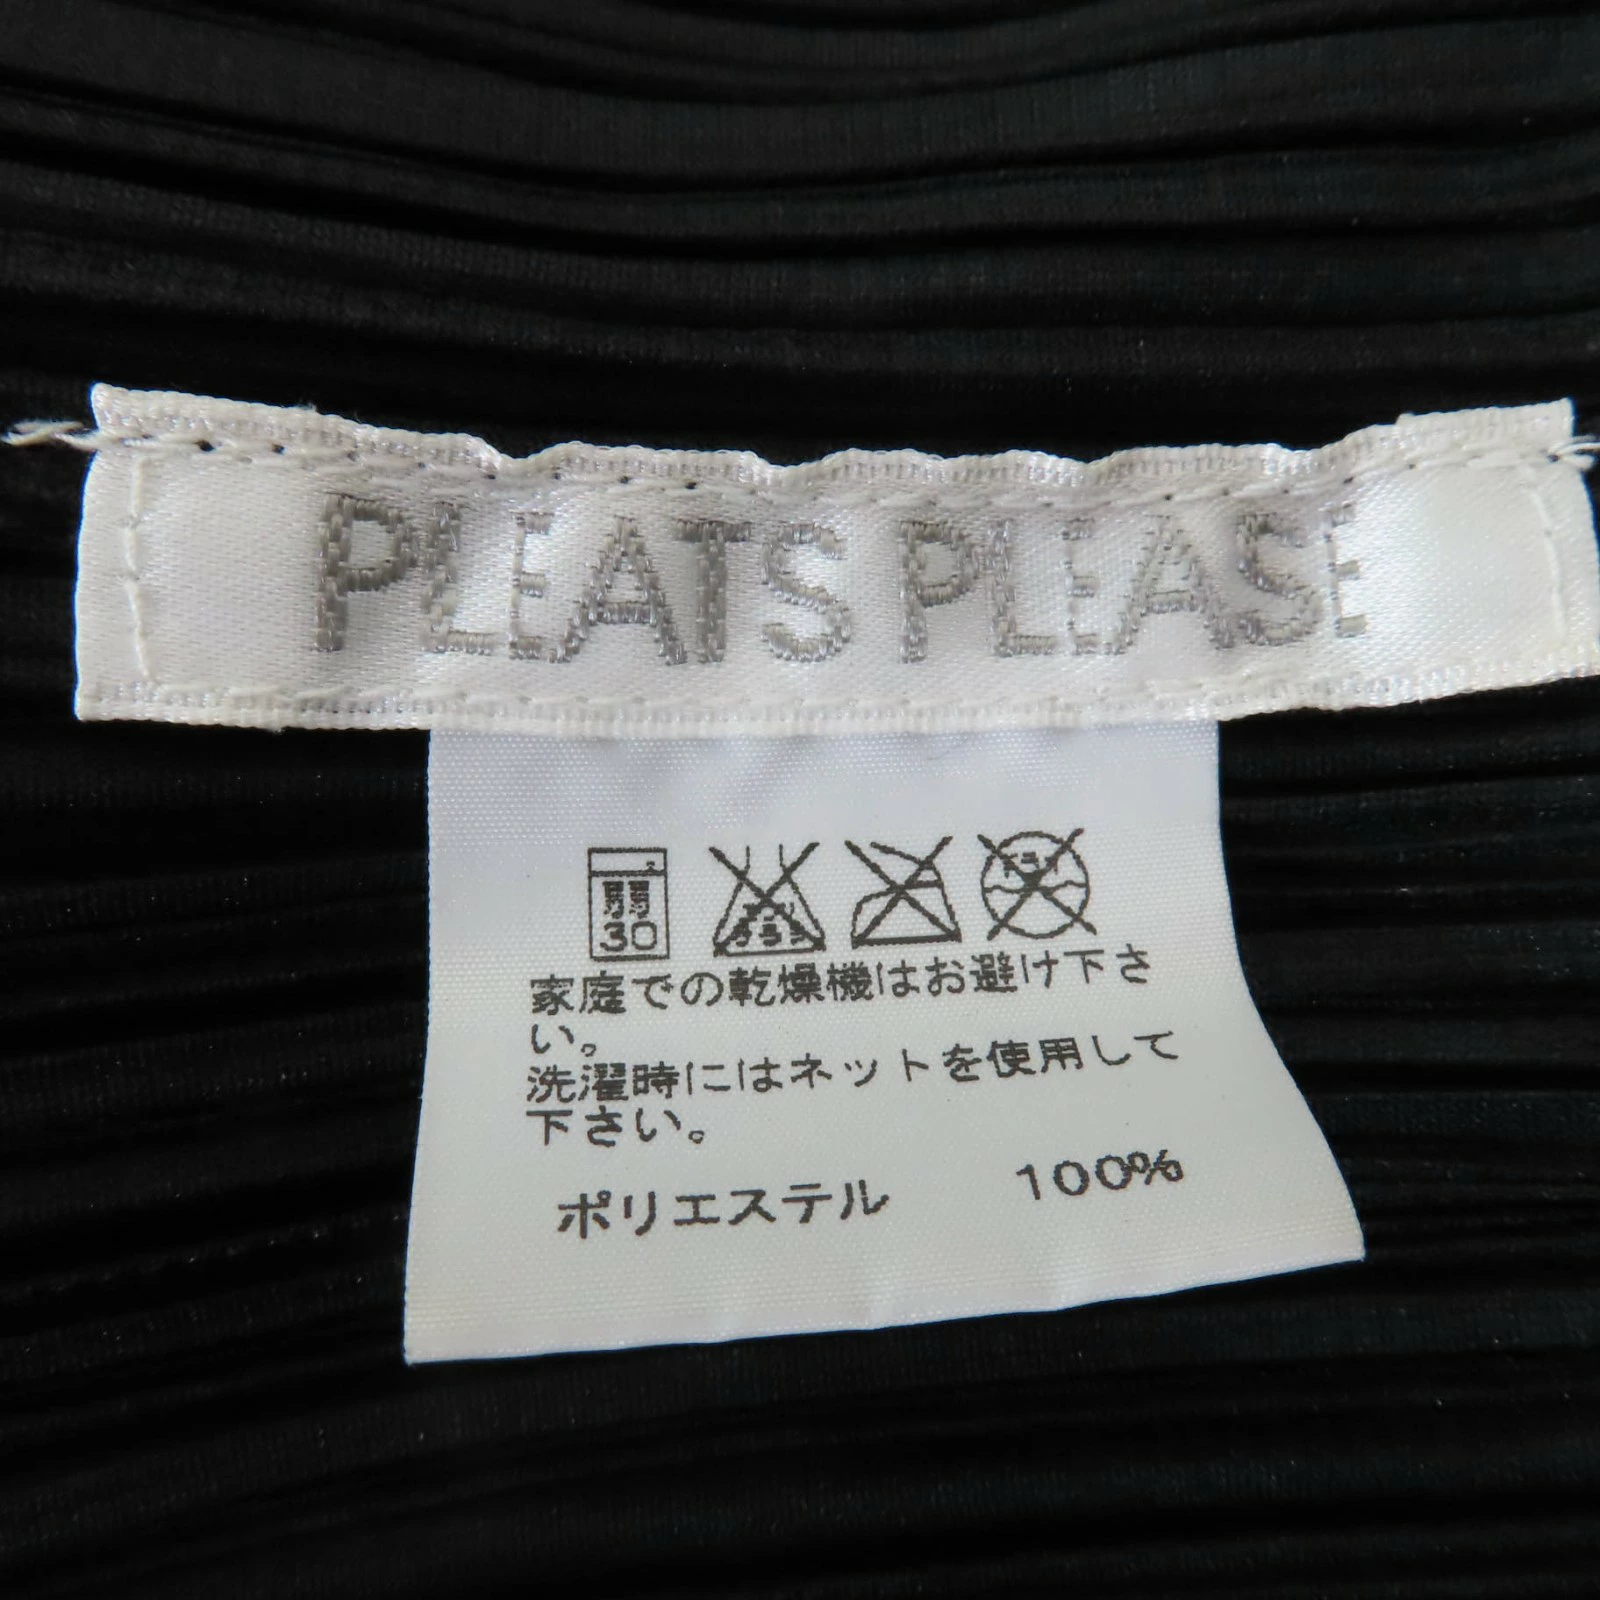 PLEATS PLEASE
30
家庭での乾燥機はお避け下さ
い。
洗濯時にはネットを使用して
下さい。
ポリエステル 100%